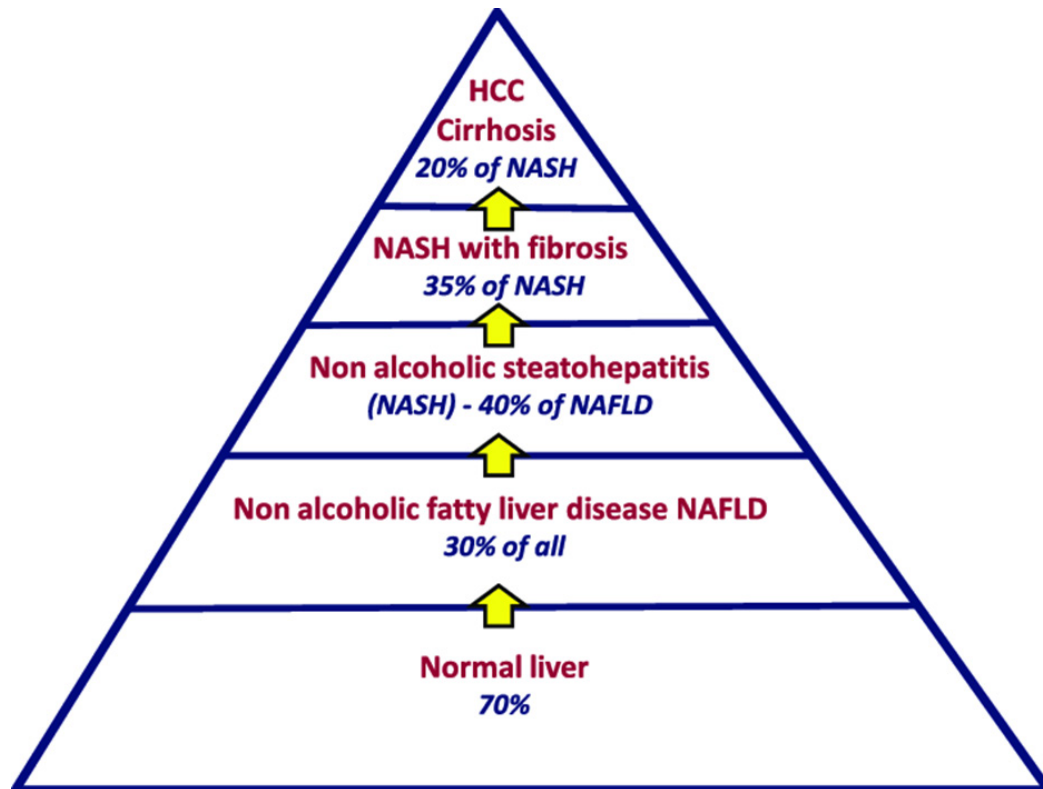 HCC
Cirrhosis
20% of NASH
NASH with fibrosis
35% of NASH
Non alcoholic steatohepatitis
(NASH) - 40% of NAFLD
Non alcoholic fatty liver disease NAFLD
30% of all
Normal liver
70%